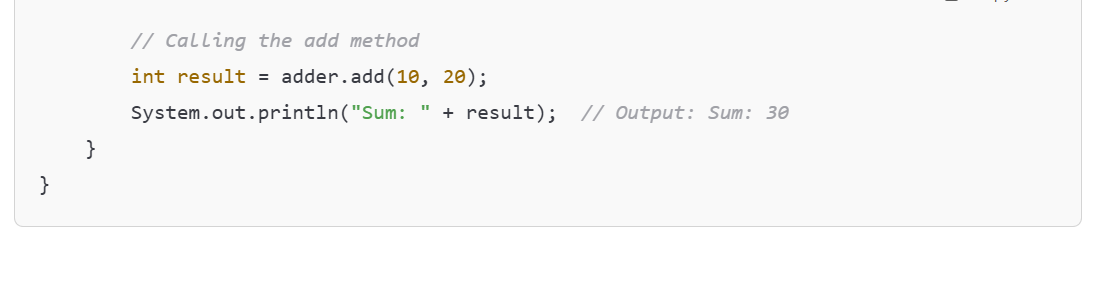 // Calling the add method
int result = adder.add(10, 20);
System.out.println("Sum: " + result);  // Output: Sum: 30
}
}